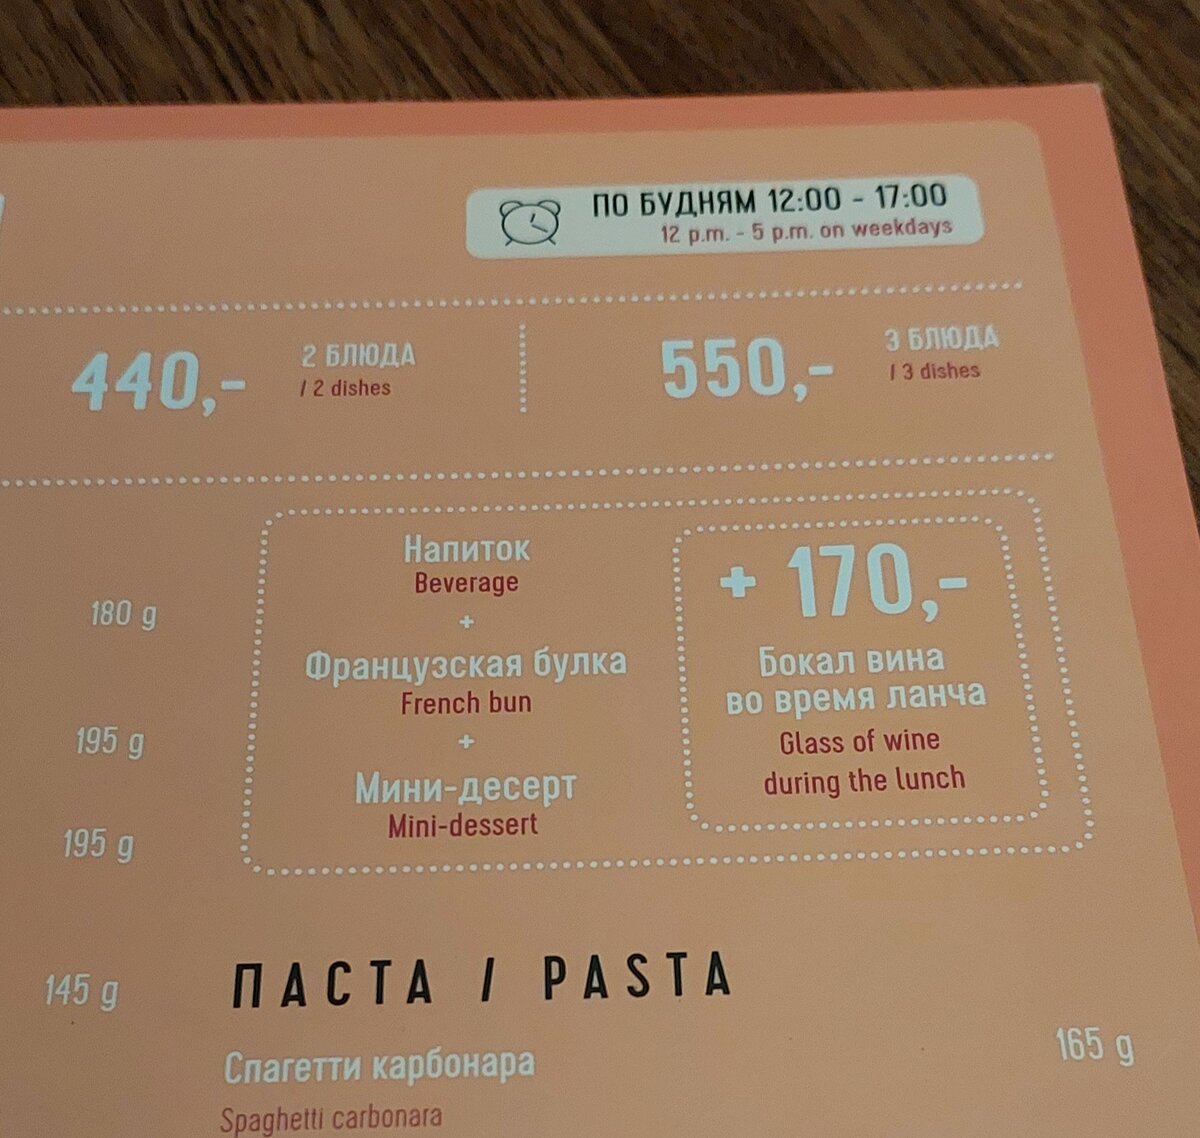 ПО БУДНЯМ 12:00 - 17:00
12 p.m. - 5 p.m. on weekdays
440,-
2 БЛЮДА
/ 2 dishes
550,-
3 БЛЮДА
/ 3 dishes
180 g
195 g
195 g
145 g
Напиток
Beverage
+
Французская булка
French bun
+
Мини-десерт
Mini-dessert
+ 170,-
Бокал вина
во время ланча
Glass of wine
during the lunch
ПАСТА / PASTA
Спагетти карбонара
165 g
Spaghetti carbonara